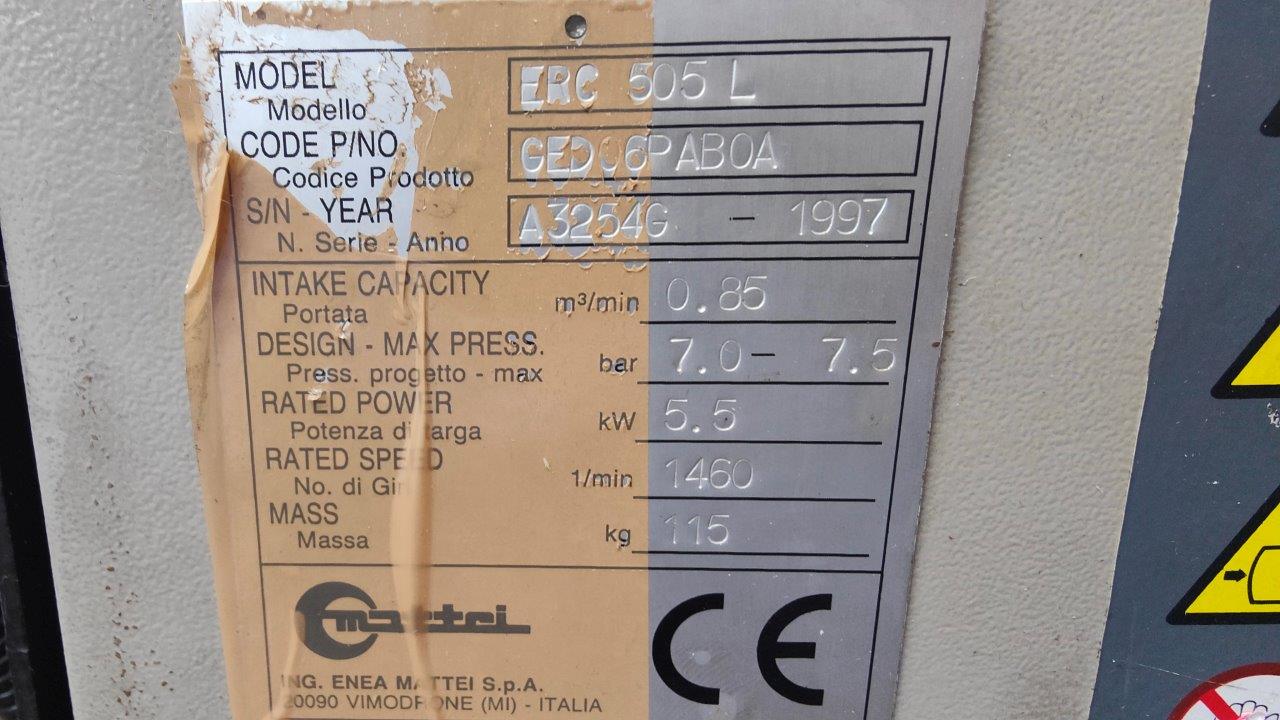 MODEL ERC 505 L
Modello
CODE P/NO. GED06PAB0A
Codice Prodotto
S/N - YEAR A3254G - 1997
N. Serie - Anno
INTAKE CAPACITY m³/min 0.85
Portata
DESIGN - MAX PRESS. bar 7.0 - 7.5
Press. progetto - max
RATED POWER kW 5.5
Potenza di targa
RATED SPEED 1/min 1460
No. di Giri
MASS kg 115
Massa
mattei
CE
ING. ENEA MATTEI S.p.A.
20090 VIMODRONE (MI) - ITALIA